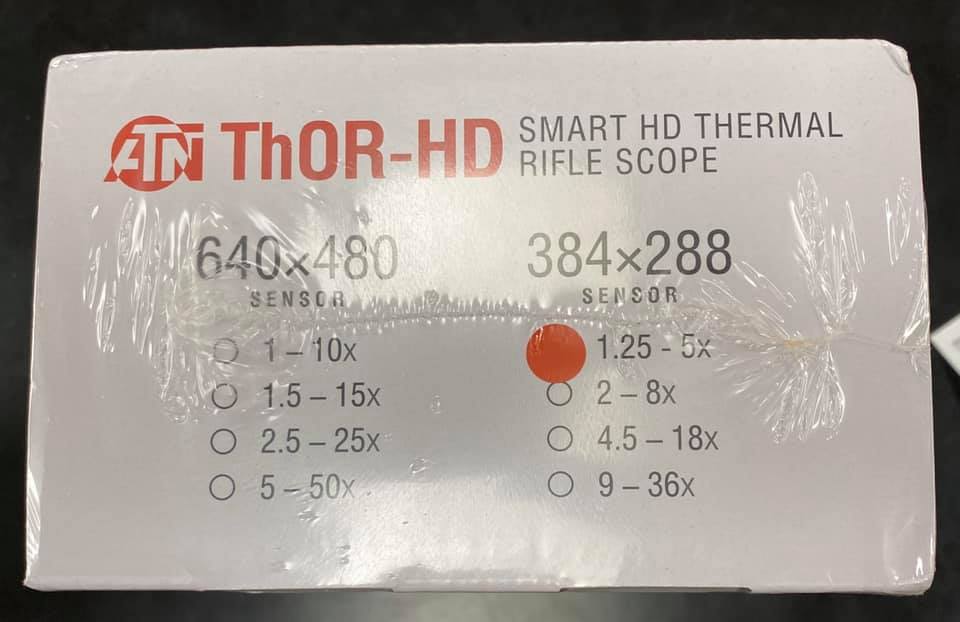 ATN ThOR-HD SMART HD THERMAL
RIFLE SCOPE
640×480 384×288
SENSOR SENSOR
1 – 10x 1.25 - 5x
1.5 – 15x 2 – 8x
2.5 – 25x 4.5 – 18x
5 – 50x 9 – 36x